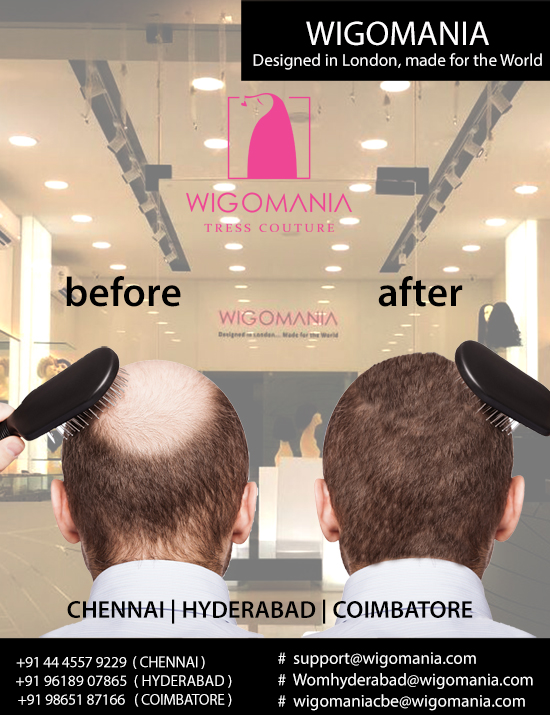 WIGOMANIA
Designed in London, made for the World
WIGOMANIA
TRESS COUTURE
before
after
WIGOMANIA
Designed in London... Made for the World
CHENNAI | HYDERABAD | COIMBATORE
+91 44 4557 9229 ( CHENNAI )
# support@wigomania.com
+91 96189 07865 ( HYDERABAD )
# Womhyderabad@wigomania.com
+91 98651 87166 ( COIMBATORE )
# wigomaniacbe@wigomania.com